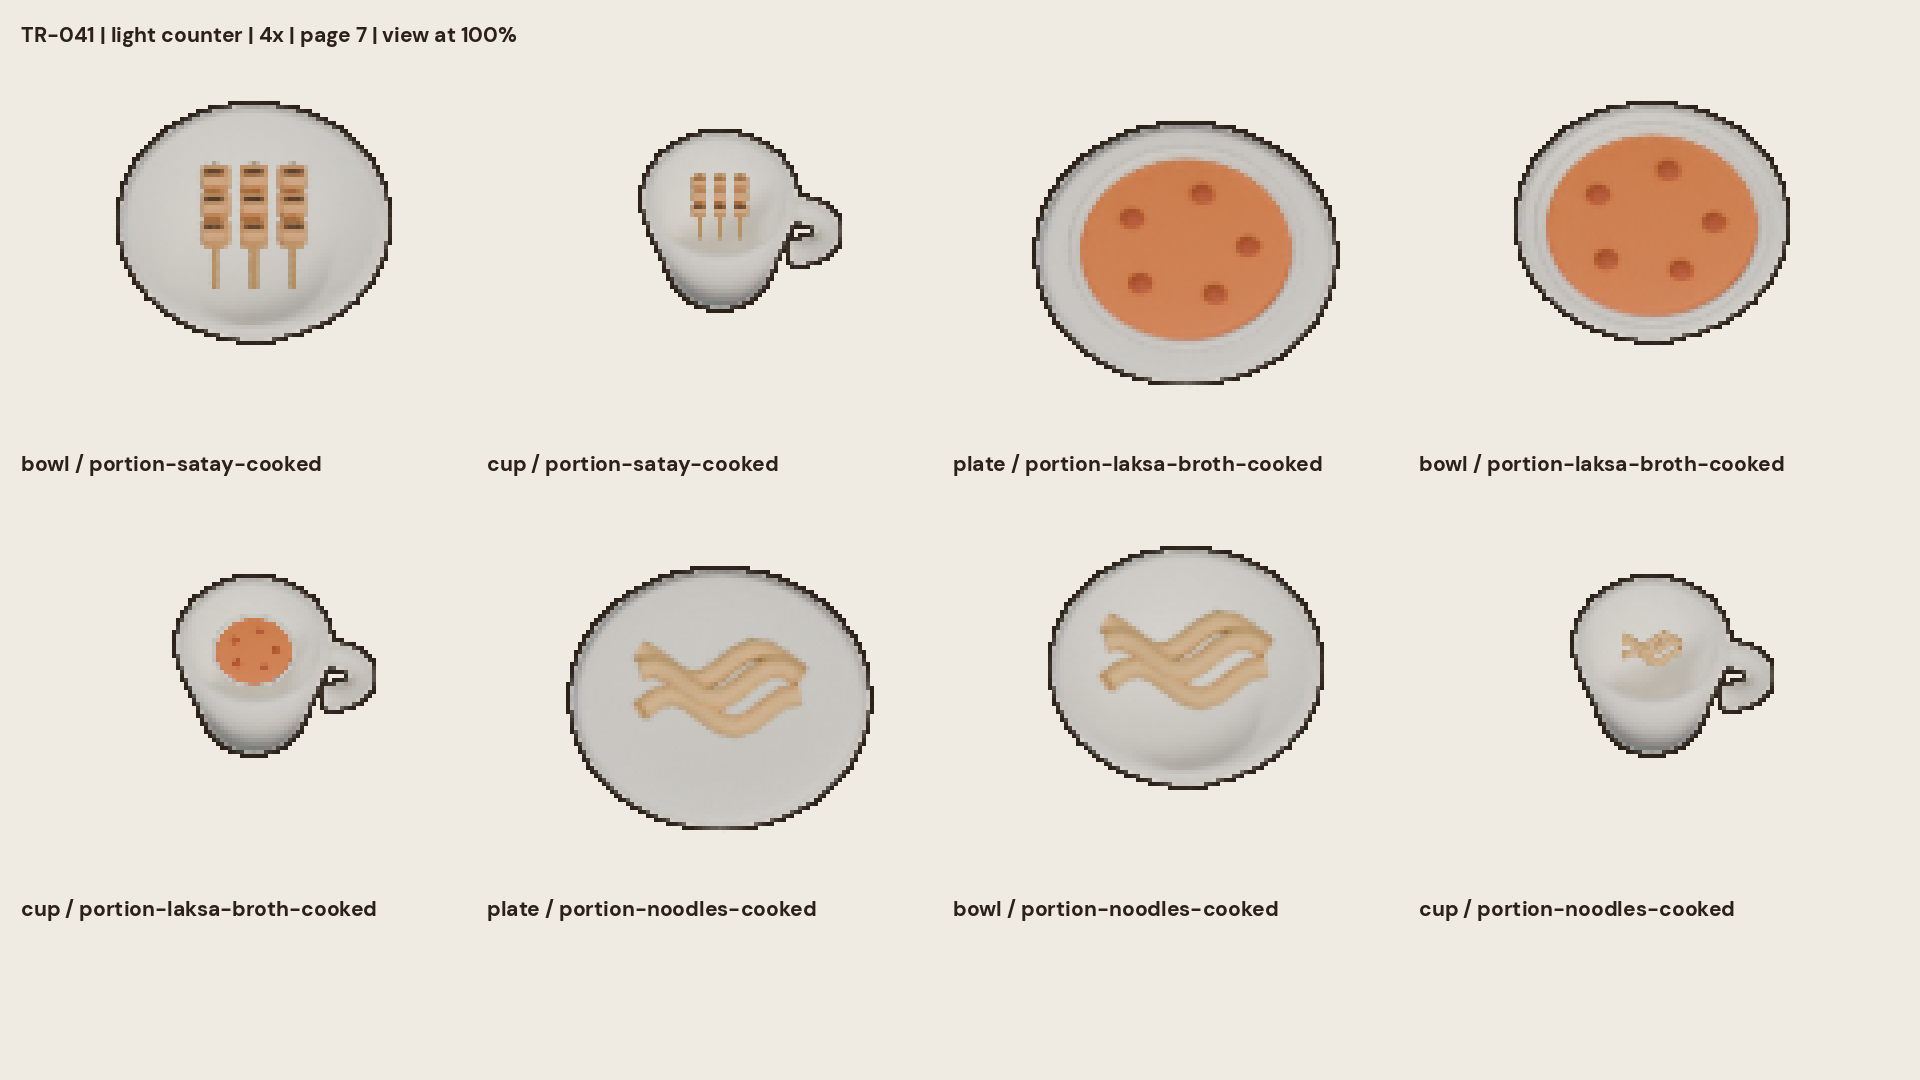 TR-041 | light counter | 4x | page 7 | view at 100%
bowl / portion-satay-cooked
cup / portion-satay-cooked
plate / portion-laksa-broth-cooked
bowl / portion-laksa-broth-cooked
cup / portion-laksa-broth-cooked
plate / portion-noodles-cooked
bowl / portion-noodles-cooked
cup / portion-noodles-cooked